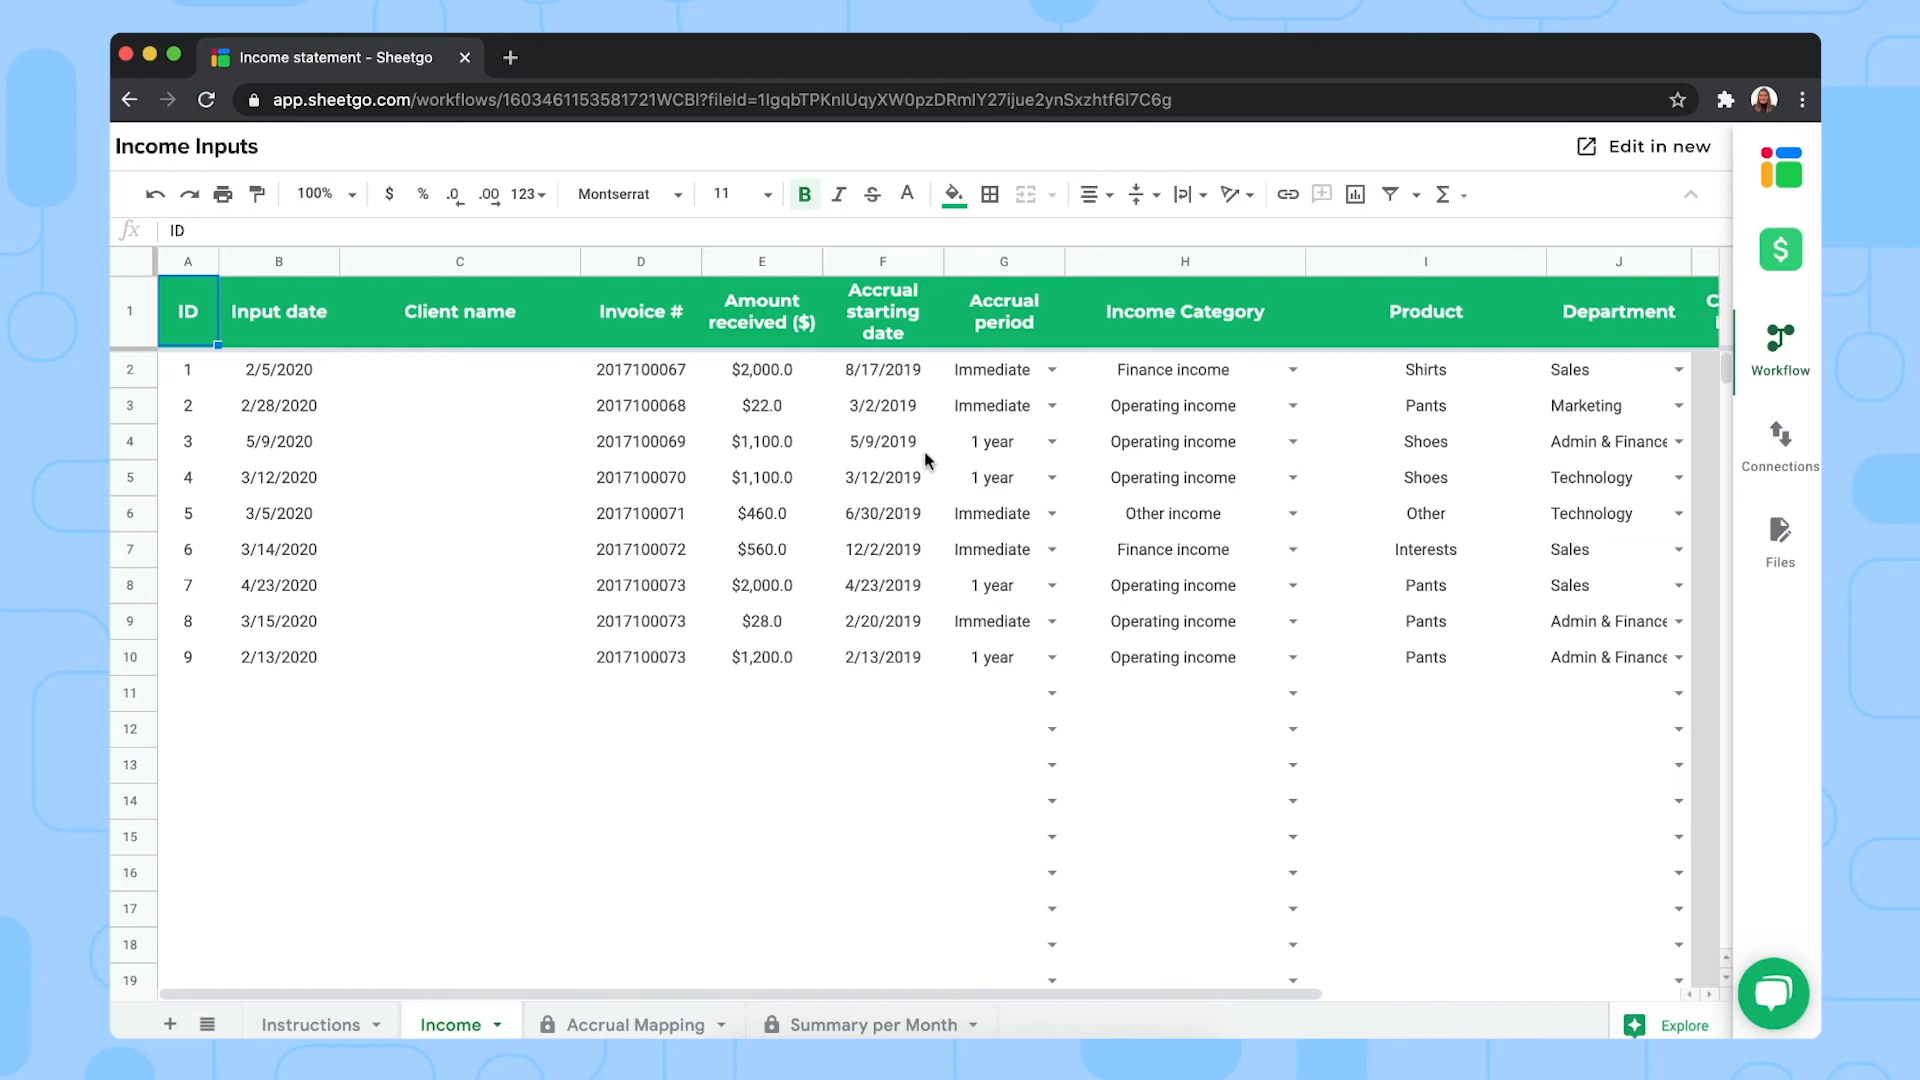 Income statement - Sheetgo
app.sheetgo.com/workflows/1603461153581721WCBI?fileId=1IgqbTPKnIUqyXW0pzDRmlY27ijue2ynSxzhtf6I7C6g
Income Inputs
Edit in new
100% $ % .0 .00 123 Montserrat 11 B I S A
fx ID
A B C D E F G H I J
1 ID Input date Client name Invoice # Amount received ($) Accrual starting date Accrual period Income Category Product Department C
2 1 2/5/2020 2017100067 $2,000.0 8/17/2019 Immediate Finance income Shirts Sales
3 2 2/28/2020 2017100068 $22.0 3/2/2019 Immediate Operating income Pants Marketing
4 3 5/9/2020 2017100069 $1,100.0 5/9/2019 1 year Operating income Shoes Admin & Finance
5 4 3/12/2020 2017100070 $1,100.0 3/12/2019 1 year Operating income Shoes Technology
6 5 3/5/2020 2017100071 $460.0 6/30/2019 Immediate Other income Other Technology
7 6 3/14/2020 2017100072 $560.0 12/2/2019 Immediate Finance income Interests Sales
8 7 4/23/2020 2017100073 $2,000.0 4/23/2019 1 year Operating income Pants Sales
9 8 3/15/2020 2017100073 $28.0 2/20/2019 Immediate Operating income Pants Admin & Finance
10 9 2/13/2020 2017100073 $1,200.0 2/13/2019 1 year Operating income Pants Admin & Finance
11
12
13
14
15
16
17
18
19
Instructions Income Accrual Mapping Summary per Month Explore
$
Workflow
Connections
Files